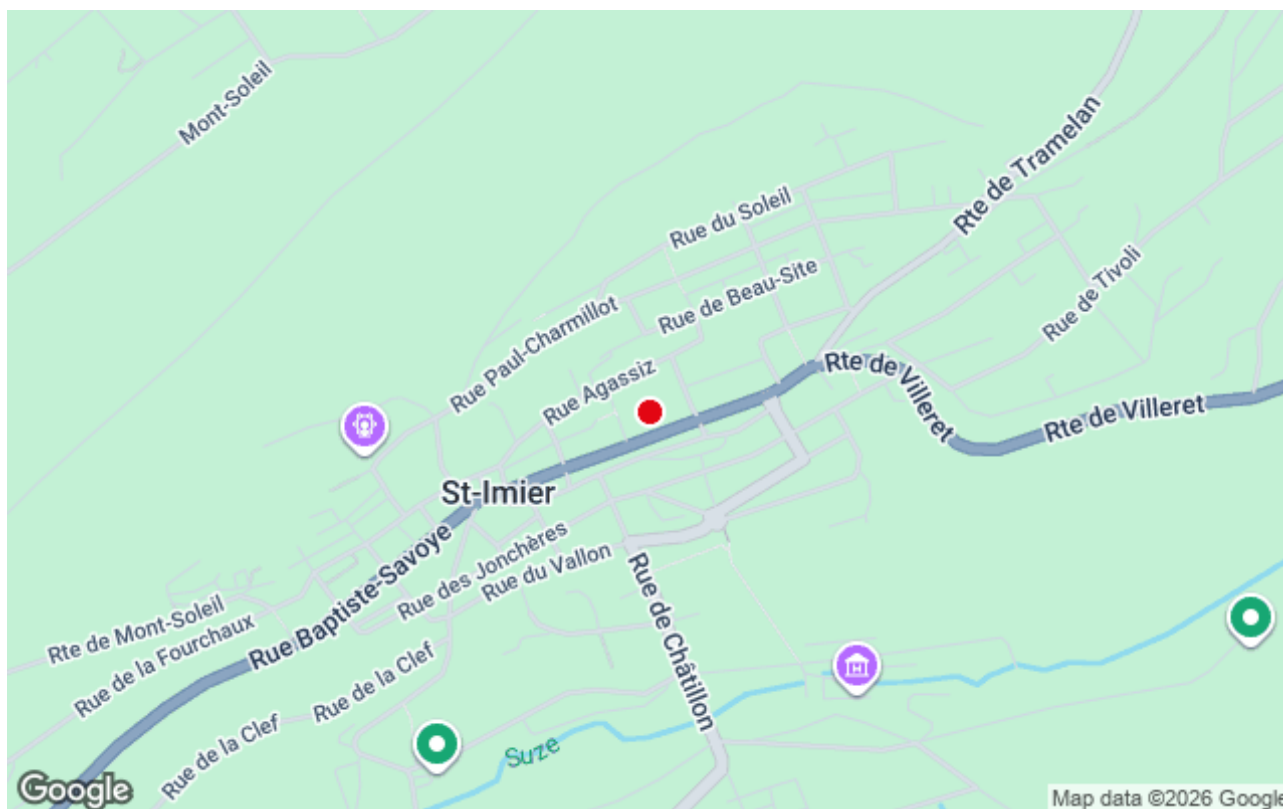 Mont-Soleil
Rte de Tramelan
Rue du Soleil
Rue de Beau-Site
Rue de Tivoli
Rue Paul-Charmillot
Rue Agassiz
Rte de Villeret
Rte de Villeret
St-Imier
Rue Baptiste-Savoye
Rue des Jonchères
Rue du Vallon
Rue de Châtillon
Rte de Mont-Soleil
Rue de la Fourchaux
Rue de la Clef
Rue de la Clef
Suze
Google
Map data ©2026 Google